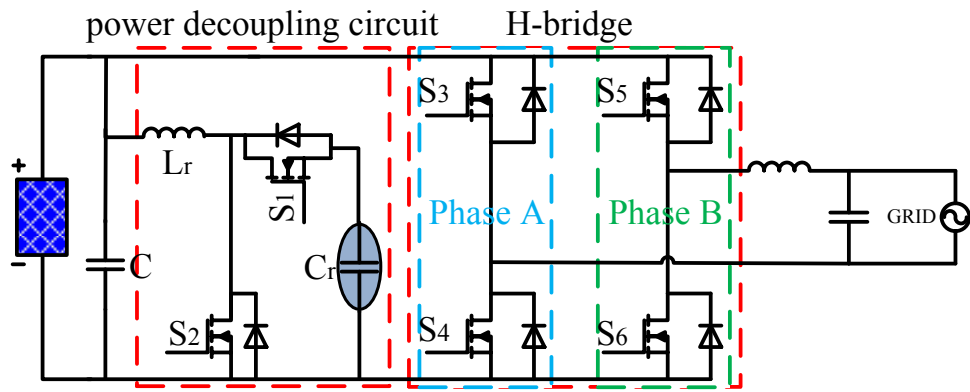 power decoupling circuit
H-bridge
S3
S5
+
Lr
S1
Phase A
Phase B
GRID
-
C
Cr
S2
S4
S6